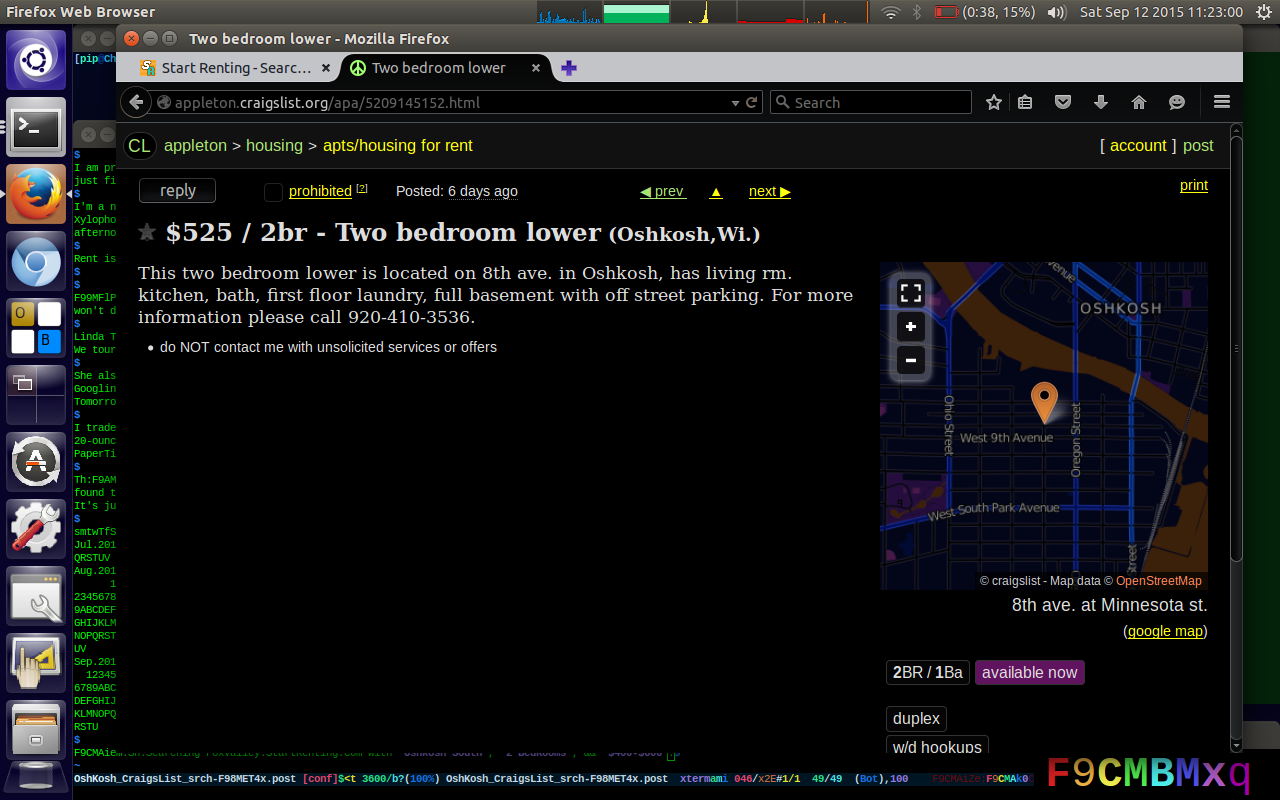 Firefox Web Browser
(0:38, 15%) Sat Sep 12 2015 11:23:00
Two bedroom lower - Mozilla Firefox
[pip@Ch
Start Renting - Searc... × Two bedroom lower ×
appleton.craigslist.org/apa/5209145152.html
Search
CL appleton > housing > apts/housing for rent
[ account ] post
reply
prohibited [?]
Posted: 6 days ago
◀ prev ▲ next ▶
print
★ $525 / 2br - Two bedroom lower (Oshkosh,Wi.)
This two bedroom lower is located on 8th ave. in Oshkosh, has living rm.
kitchen, bath, first floor laundry, full basement with off street parking. For more
information please call 920-410-3536.
• do NOT contact me with unsolicited services or offers
OSHKOSH
Ohio Street
West 9th Avenue
Oregon Street
West South Park Avenue
© craigslist - Map data © OpenStreetMap
8th ave. at Minnesota st.
(google map)
2BR / 1Ba available now
duplex
w/d hookups
$
I am pr
just fi
$
I'm a n
Xylopho
afterno
$
Rent is
$
$
F99MFlP
won't d
$
Linda T
We tour
$
She als
Googlin
Tomorro
$
I trade
20-ounc
PaperTi
$
Th:F9AM
found t
It's ju
$
smtwTfS
Jul.201
QRSTUV
Aug.201
1
2345678
9ABCDEF
GHIJKLM
NOPQRST
UV
Sep.201
12345
6789ABC
DEFGHIJ
KLMNOPQ
RSTU
$
~
OshKosh_CraigsList_srch-F98MET4x.post [conf]$<t 3600/b?(100%) OshKosh_CraigsList_srch-F98MET4x.post xtermami 046/x2E#1/1 49/49 (Bot),100 F9CMAiZe:F9CMAk0
F9CMBMxq